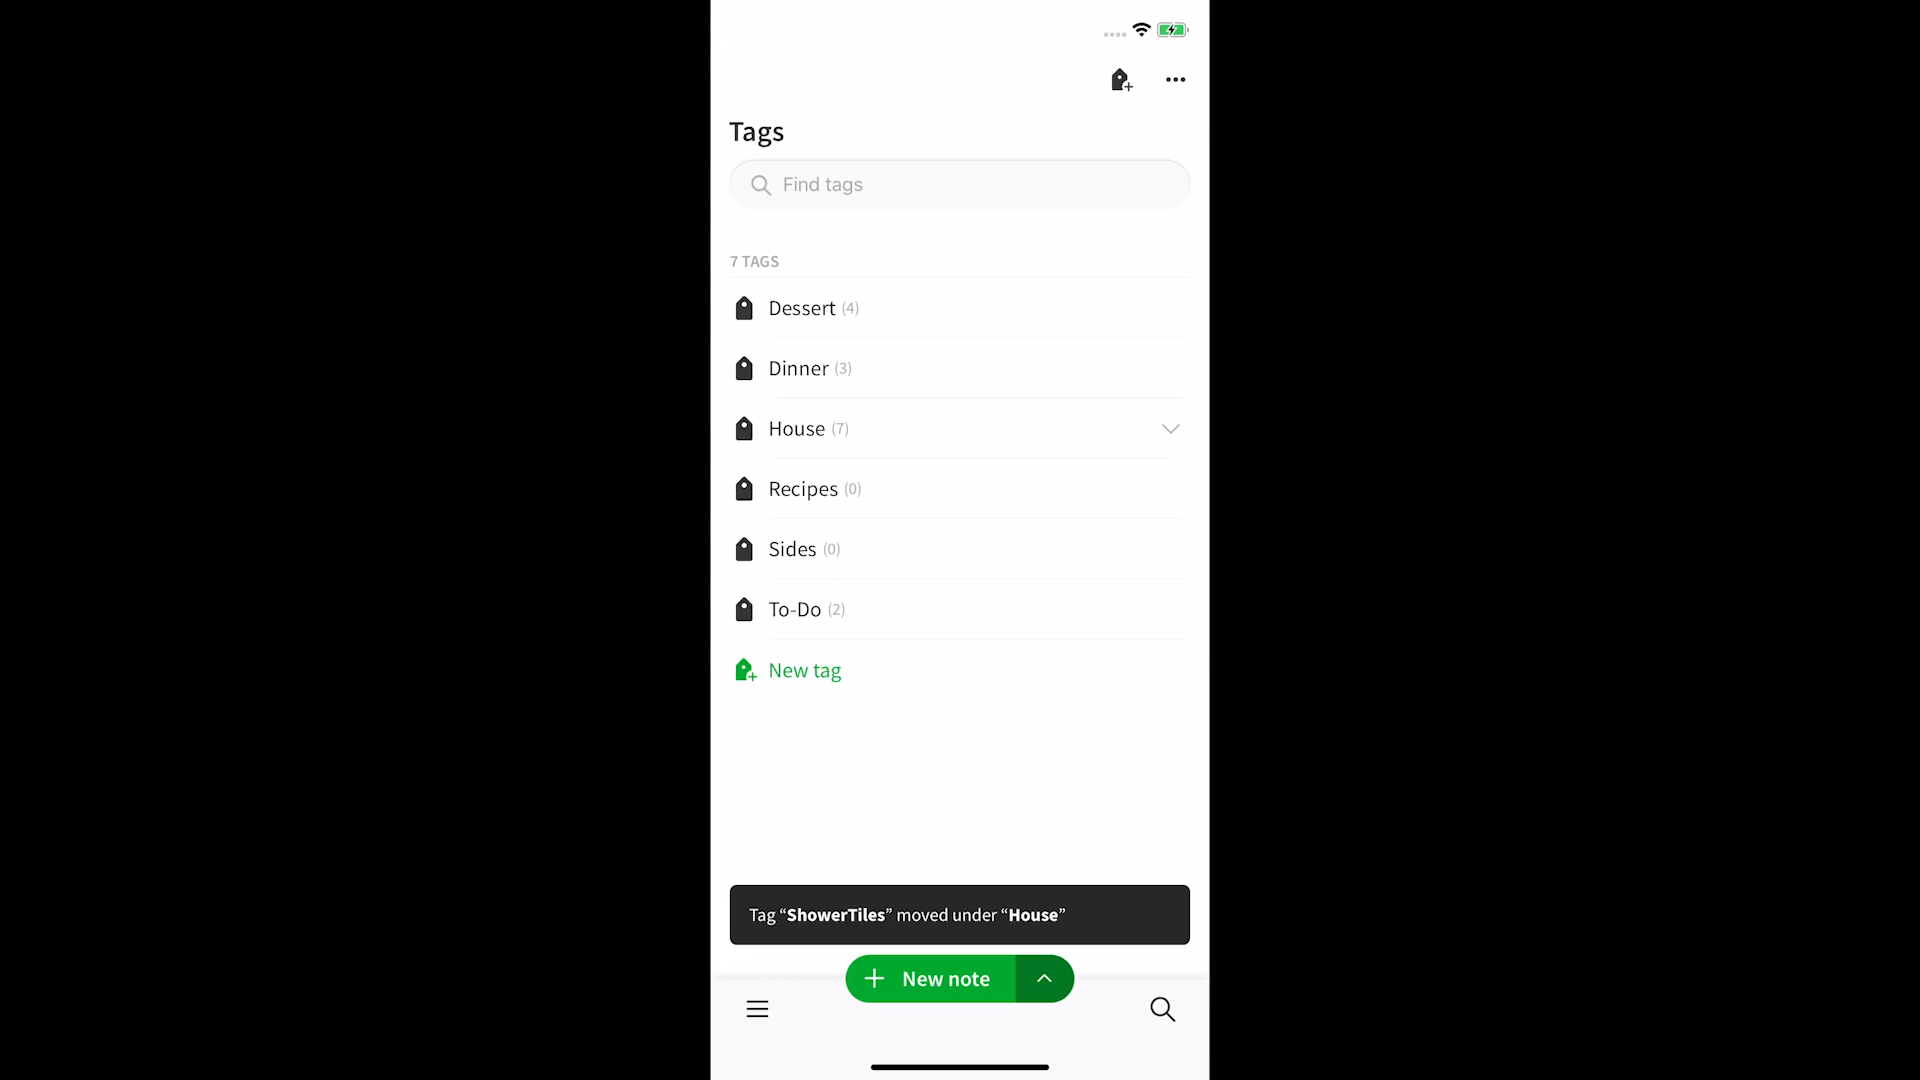 Tags
Find tags
7 TAGS
Dessert (4)
Dinner (3)
House (7)
Recipes (0)
Sides (0)
To-Do (2)
New tag
Tag “ShowerTiles” moved under “House”
New note